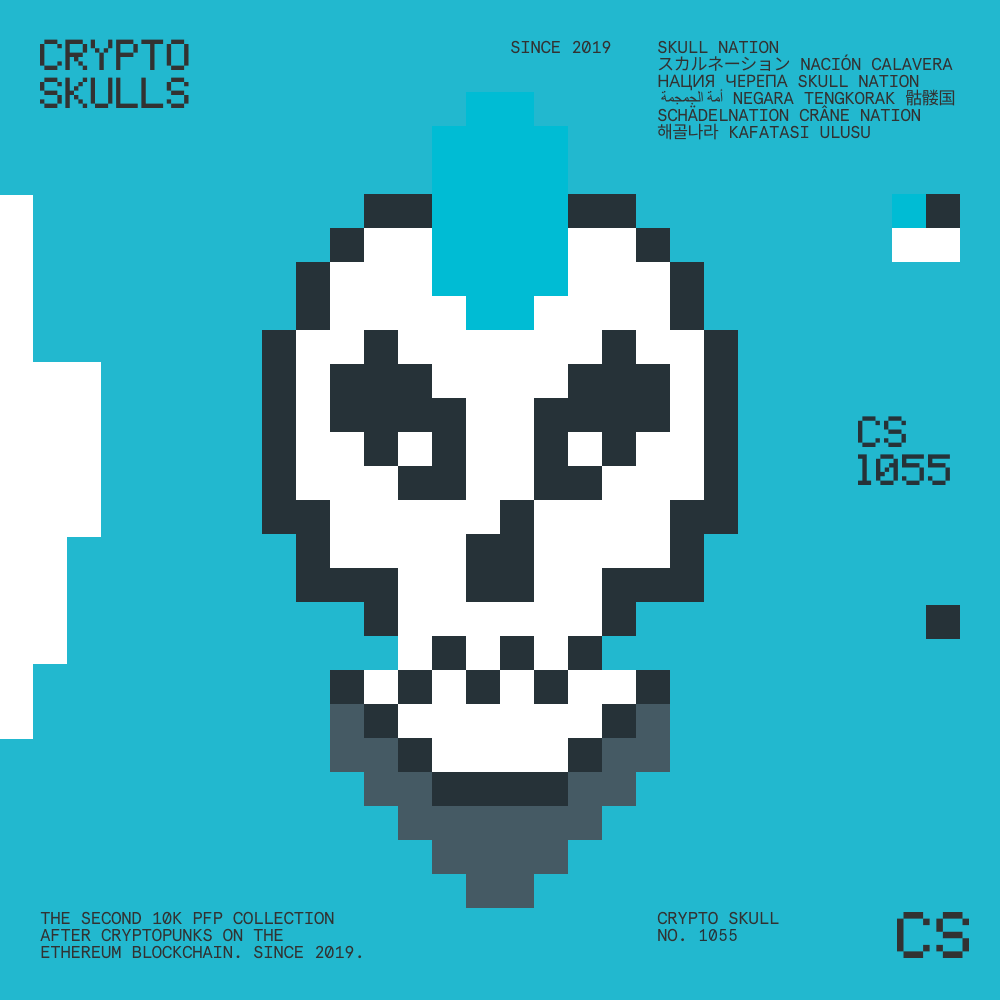 CRYPTO
SKULLS
SINCE 2019
SKULL NATION
スカルネーション NACIÓN CALAVERA
НАЦИЯ ЧЕРЕПА SKULL NATION
أمة الجمجمة NEGARA TENGKORAK 骷髅国
SCHÄDELNATION CRÂNE NATION
해골나라 KAFATASI ULUSU
CS
1055
THE SECOND 10K PFP COLLECTION
AFTER CRYPTOPUNKS ON THE
ETHEREUM BLOCKCHAIN. SINCE 2019.
CRYPTO SKULL
NO. 1055
CS